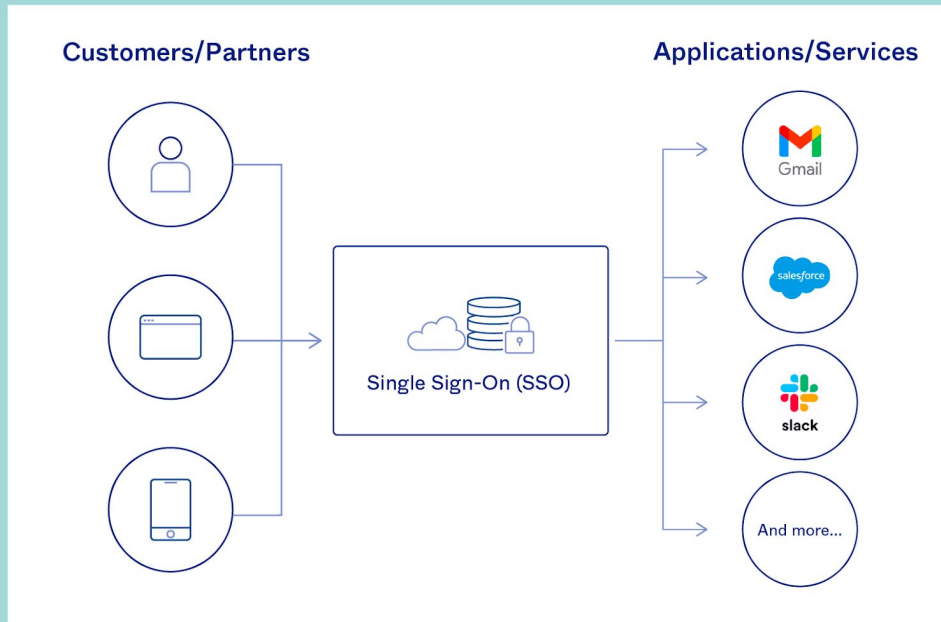 Customers/Partners
Applications/Services
Gmail
salesforce
Single Sign-On (SSO)
slack
And more...